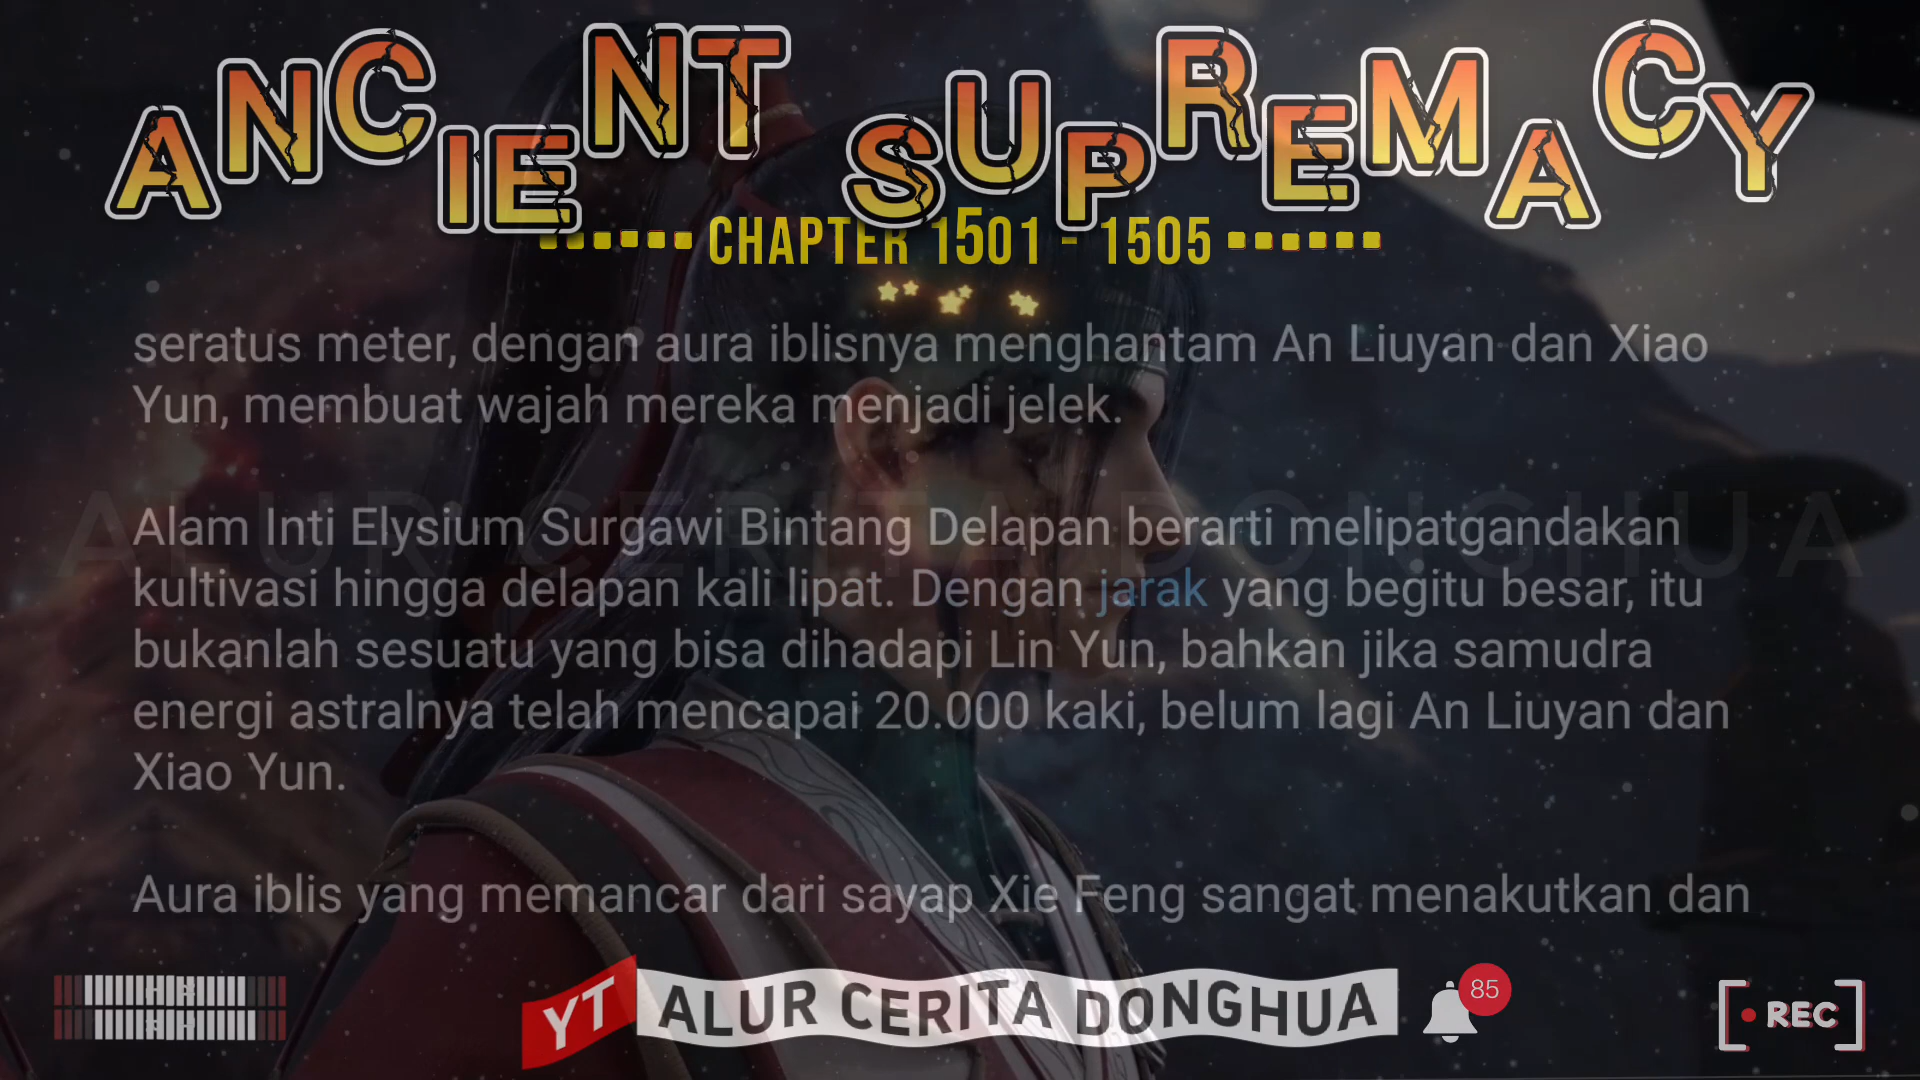 ANCIENT SUPREMACY
CHAPTER 1501 - 1505
seratus meter, dengan aura iblisnya menghantam An Liuyan dan Xiao
Yun, membuat wajah mereka menjadi jelek.
ALUR CERITA DONGHUA
Alam Inti Elysium Surgawi Bintang Delapan berarti melipatgandakan
kultivasi hingga delapan kali lipat. Dengan jarak yang begitu besar, itu
bukanlah sesuatu yang bisa dihadapi Lin Yun, bahkan jika samudra
energi astralnya telah mencapai 20.000 kaki, belum lagi An Liuyan dan
Xiao Yun.
Aura iblis yang memancar dari sayap Xie Feng sangat menakutkan dan
YT ALUR CERITA DONGHUA
85
REC